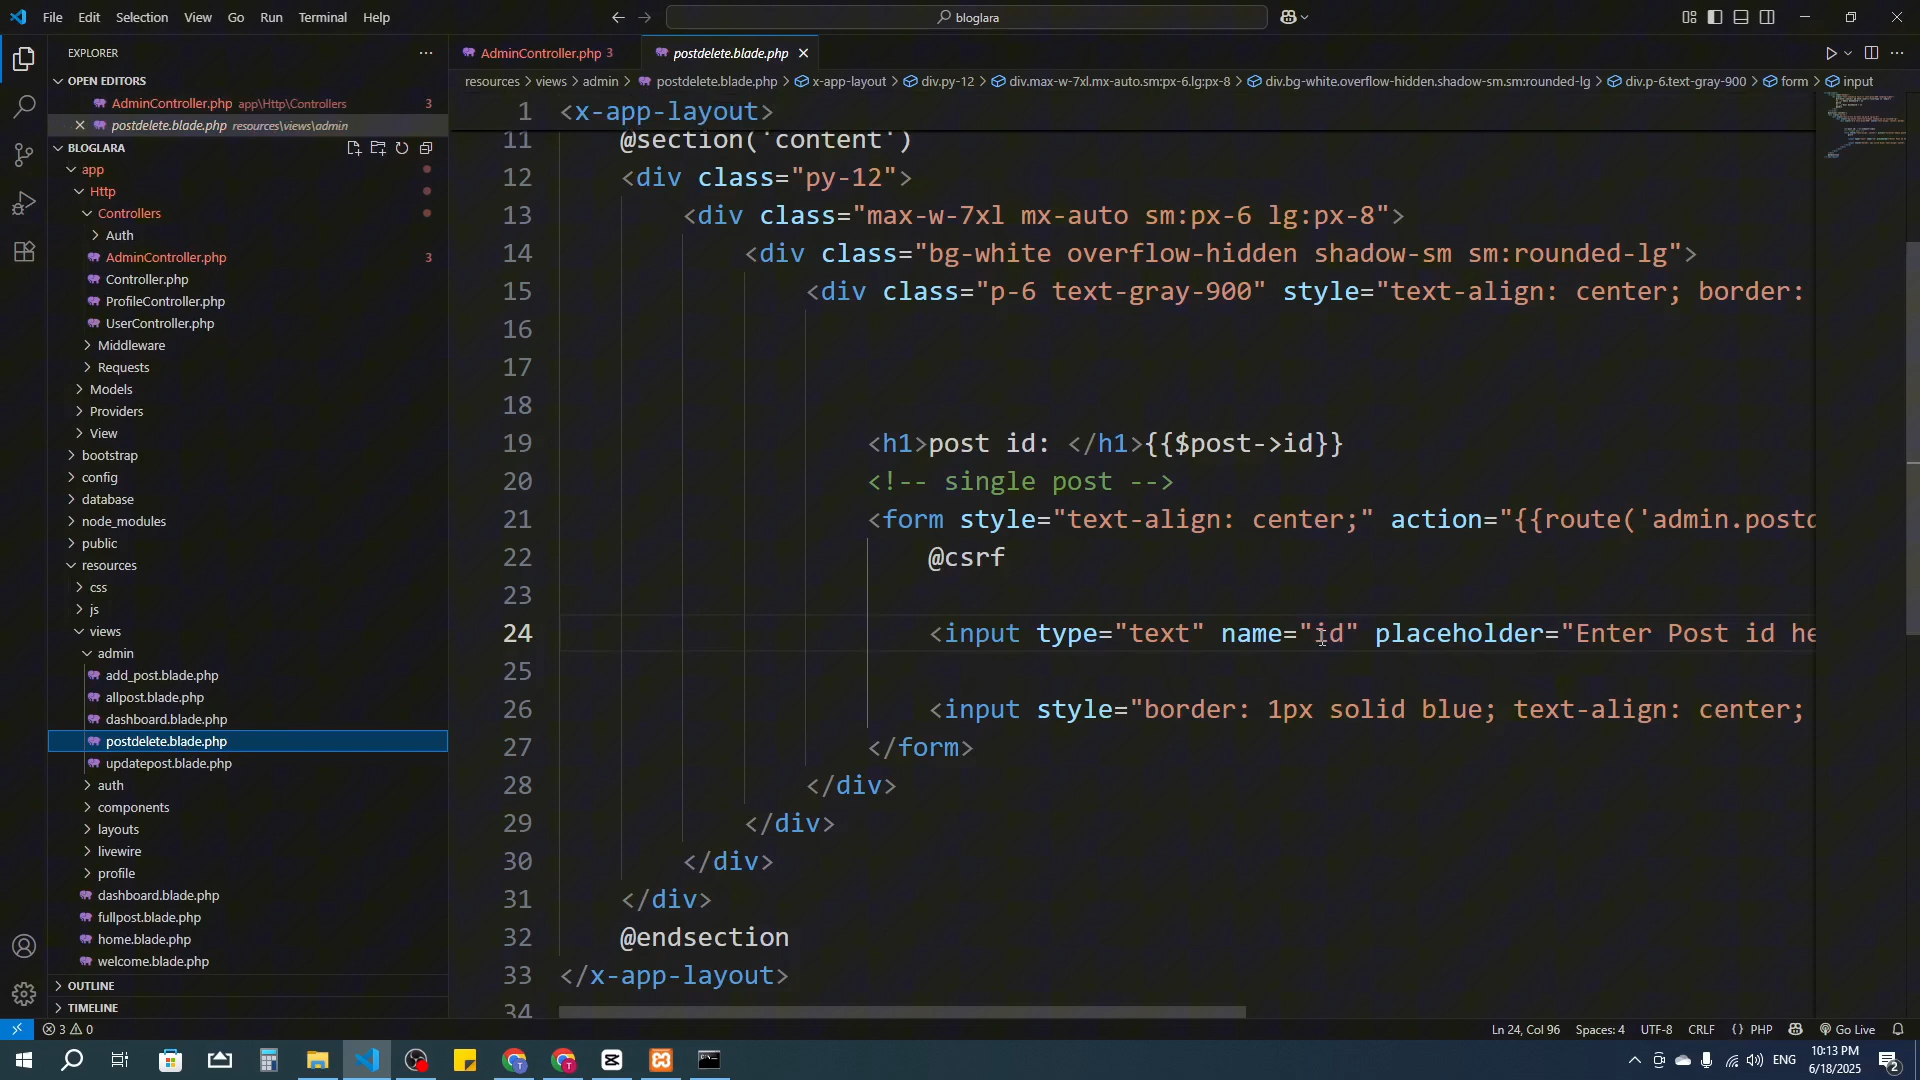 File Edit Selection View Go Run Terminal Help
bloglara
EXPLORER
OPEN EDITORS
AdminController.php app\Http\Controllers 3
postdelete.blade.php resources\views\admin
BLOGLARA
app
Http
Controllers
Auth
AdminController.php 3
Controller.php
ProfileController.php
UserController.php
Middleware
Requests
Models
Providers
View
bootstrap
config
database
node_modules
public
resources
css
js
views
admin
add_post.blade.php
allpost.blade.php
dashboard.blade.php
postdelete.blade.php
updatepost.blade.php
auth
components
layouts
livewire
profile
dashboard.blade.php
fullpost.blade.php
home.blade.php
welcome.blade.php
OUTLINE
TIMELINE
AdminController.php 3 postdelete.blade.php
resources > views > admin > postdelete.blade.php > x-app-layout > div.py-12 > div.max-w-7xl.mx-auto.sm:px-6.lg:px-8 > div.bg-white.overflow-hidden.shadow-sm.sm:rounded-lg > div.p-6.text-gray-900 > form > input
1 <x-app-layout>
11 @section('content')
12 <div class="py-12">
13 <div class="max-w-7xl mx-auto sm:px-6 lg:px-8">
14 <div class="bg-white overflow-hidden shadow-sm sm:rounded-lg">
15 <div class="p-6 text-gray-900" style="text-align: center; border:
16
17
18
19 <h1>post id: </h1>{{$post->id}}
20 <!-- single post -->
21 <form style="text-align: center;" action="{{route('admin.postd
22 @csrf
23
24 <input type="text" name="id" placeholder="Enter Post id he
25
26 <input style="border: 1px solid blue; text-align: center;
27 </form>
28 </div>
29 </div>
30 </div>
31 </div>
32 @endsection
33 </x-app-layout>
34
3 0 Ln 24, Col 96 Spaces: 4 UTF-8 CRLF {} PHP Go Live
ENG 10:13 PM
6/18/2025
2